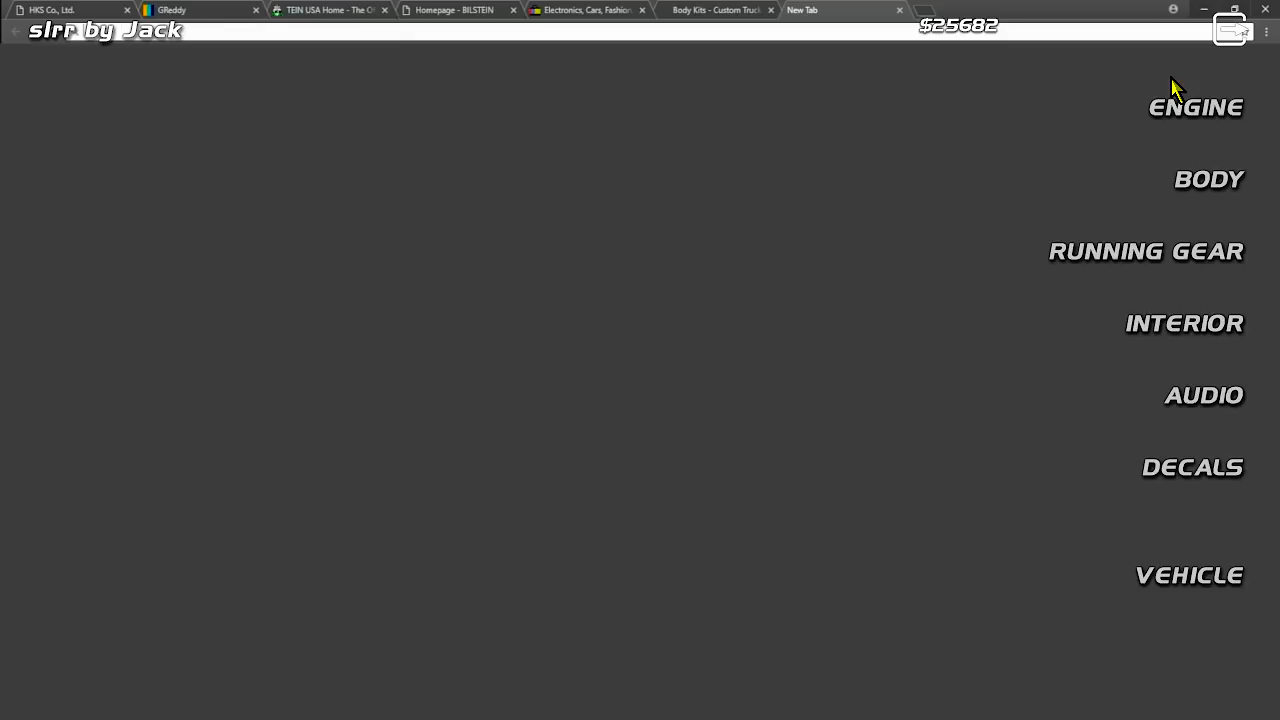 HKS Co., Ltd.
GReddy
TEIN USA Home - The O
Homepage - BILSTEIN
Electronics, Cars, Fashion
Body Kits - Custom Truck
New Tab
slrr by Jack
$25682
ENGINE
BODY
RUNNING GEAR
INTERIOR
AUDIO
DECALS
VEHICLE